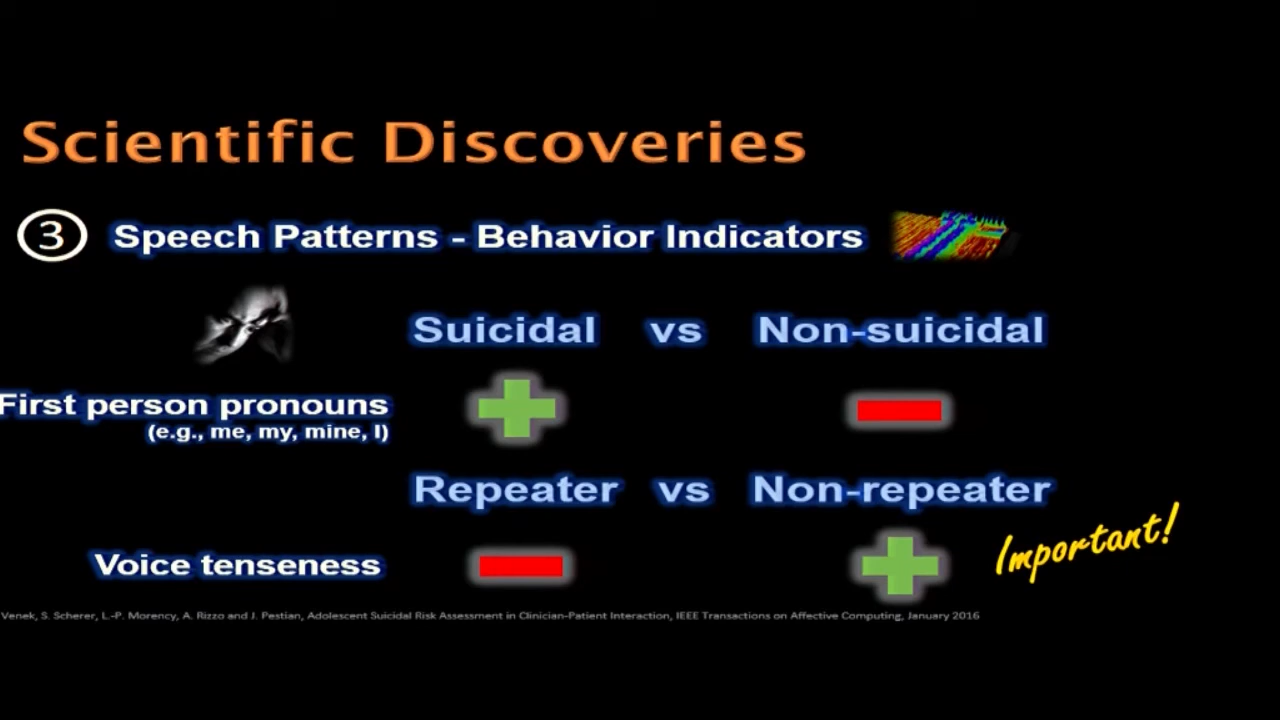 Scientific Discoveries
3 Speech Patterns - Behavior Indicators
Suicidal vs Non-suicidal
First person pronouns
(e.g., me, my, mine, I)
Repeater vs Non-repeater
Important!
Voice tenseness
Venek, S. Scherer, L.-P. Morency, A. Rizzo and J. Pestian, Adolescent Suicidal Risk Assessment in Clinician-Patient Interaction, IEEE Transactions on Affective Computing, January 2016